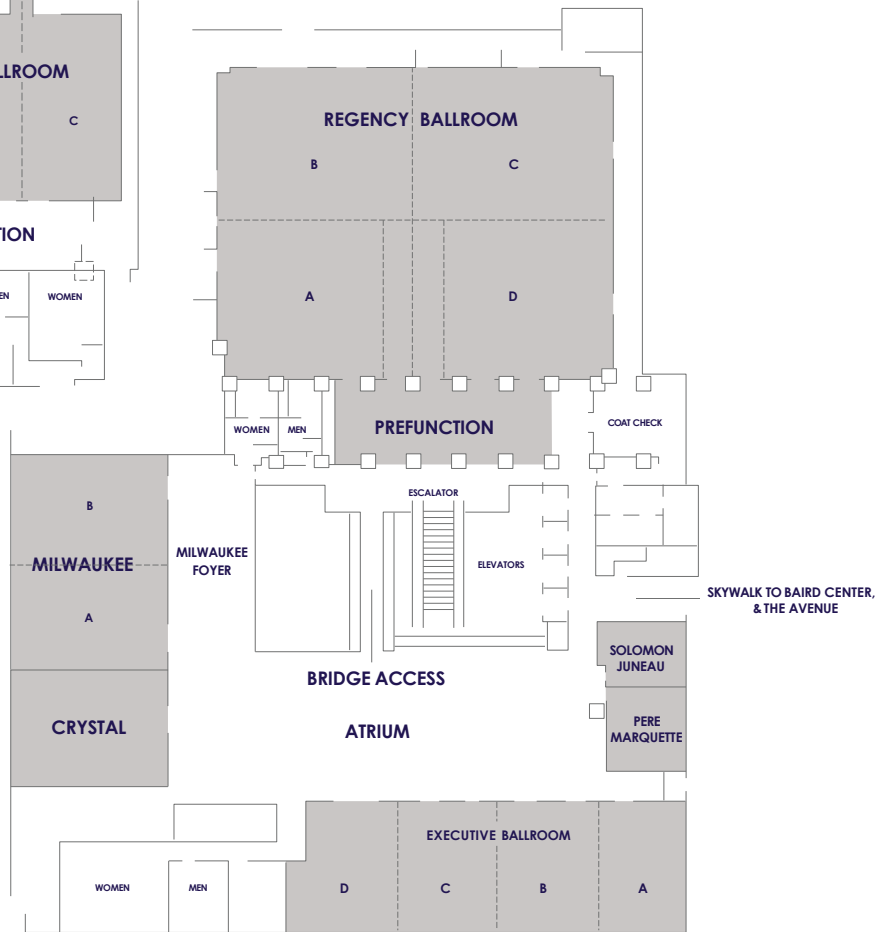 LLROOM
C
TION
EN
WOMEN
REGENCY BALLROOM
B
C
A
D
WOMEN
MEN
PREFUNCTION
COAT CHECK
B
MILWAUKEE
A
MILWAUKEE
FOYER
ESCALATOR
ELEVATORS
SKYWALK TO BAIRD CENTER,
& THE AVENUE
SOLOMON
JUNEAU
BRIDGE ACCESS
CRYSTAL
ATRIUM
PERE
MARQUETTE
EXECUTIVE BALLROOM
WOMEN
MEN
D
C
B
A